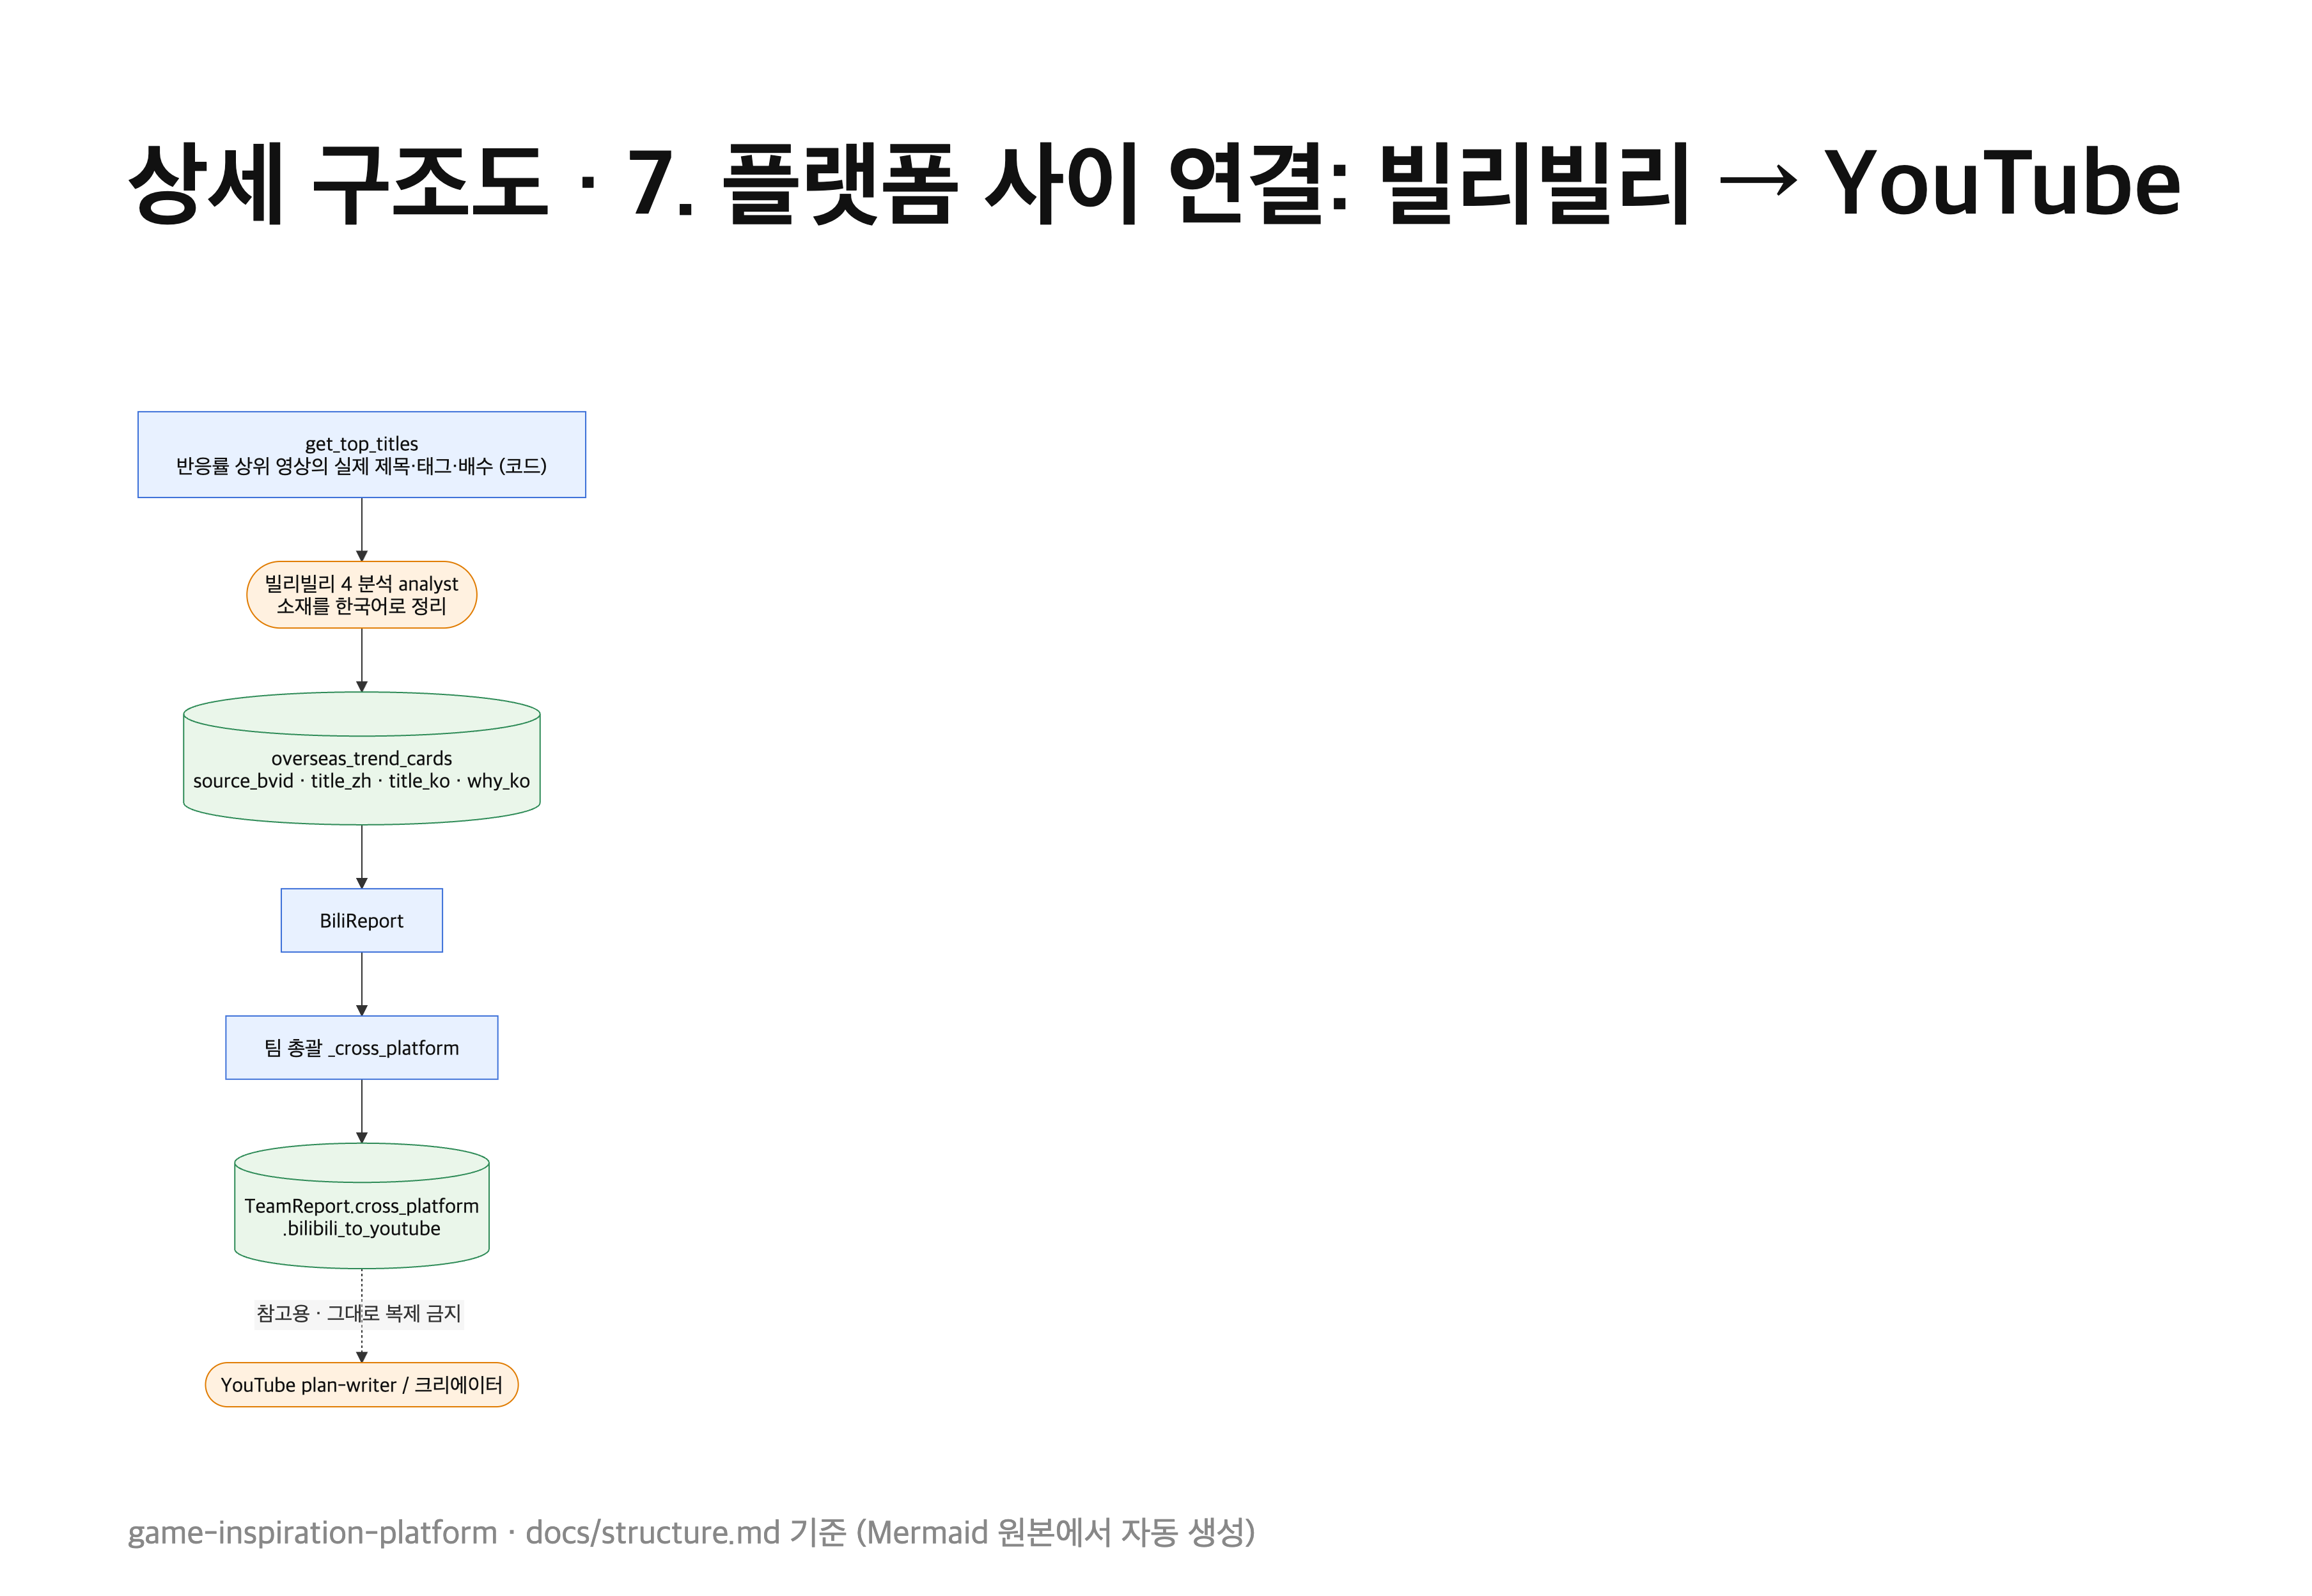 상세 구조도 · 7. 플랫폼 사이 연결: 빌리빌리 → YouTube
get_top_titles
반응률 상위 영상의 실제 제목·태그·배수 (코드)
빌리빌리 4 분석 analyst
소재를 한국어로 정리
overseas_trend_cards
source_bvid · title_zh · title_ko · why_ko
BiliReport
팀 총괄 _cross_platform
TeamReport.cross_platform
.bilibili_to_youtube
참고용 · 그대로 복제 금지
YouTube plan-writer / 크리에이터
game-inspiration-platform · docs/structure.md 기준 (Mermaid 원본에서 자동 생성)